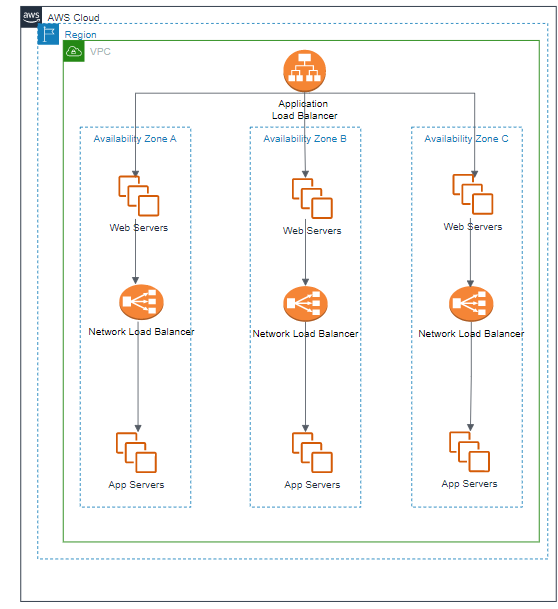 aws
AWS Cloud
Region
VPC
Application
Load Balancer
Availability Zone A
Availability Zone B
Availability Zone C
Web Servers
Web Servers
Web Servers
Network Load Balancer
Network Load Balancer
Network Load Balancer
App Servers
App Servers
App Servers